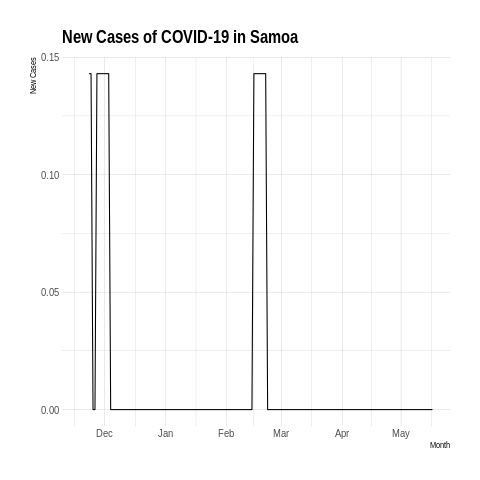 New Cases of COVID-19 in Samoa
New Cases
0.15
0.10
0.05
0.00
Dec Jan Feb Mar Apr May
Month